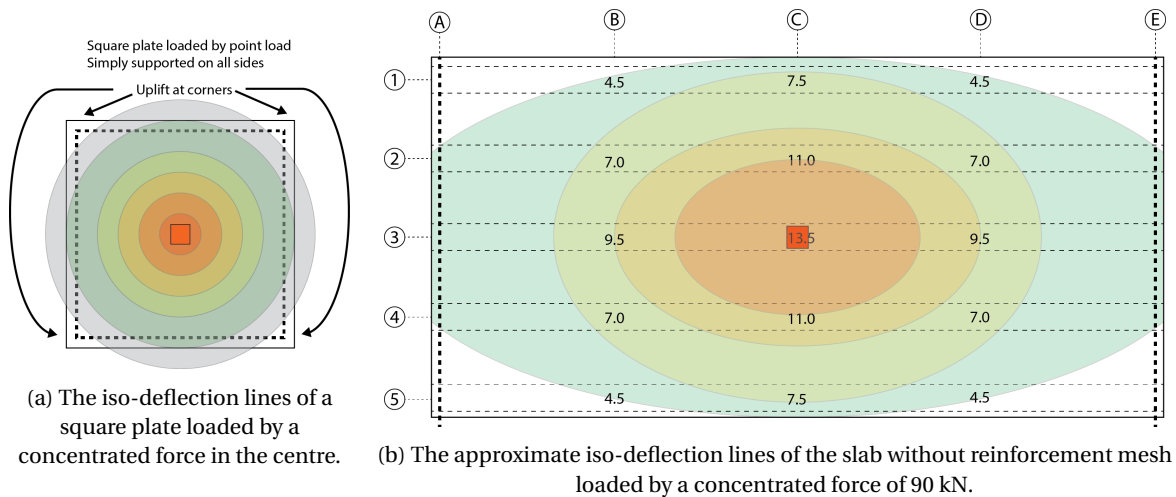 Square plate loaded by point load
Simply supported on all sides
Uplift at corners
(a) The iso-deflection lines of a
square plate loaded by a
concentrated force in the centre.
A B C D E
1 4.5 7.5 4.5
2 7.0 11.0 7.0
3 9.5 13.5 9.5
4 7.0 11.0 7.0
5 4.5 7.5 4.5
(b) The approximate iso-deflection lines of the slab without reinforcement mesh
loaded by a concentrated force of 90 kN.